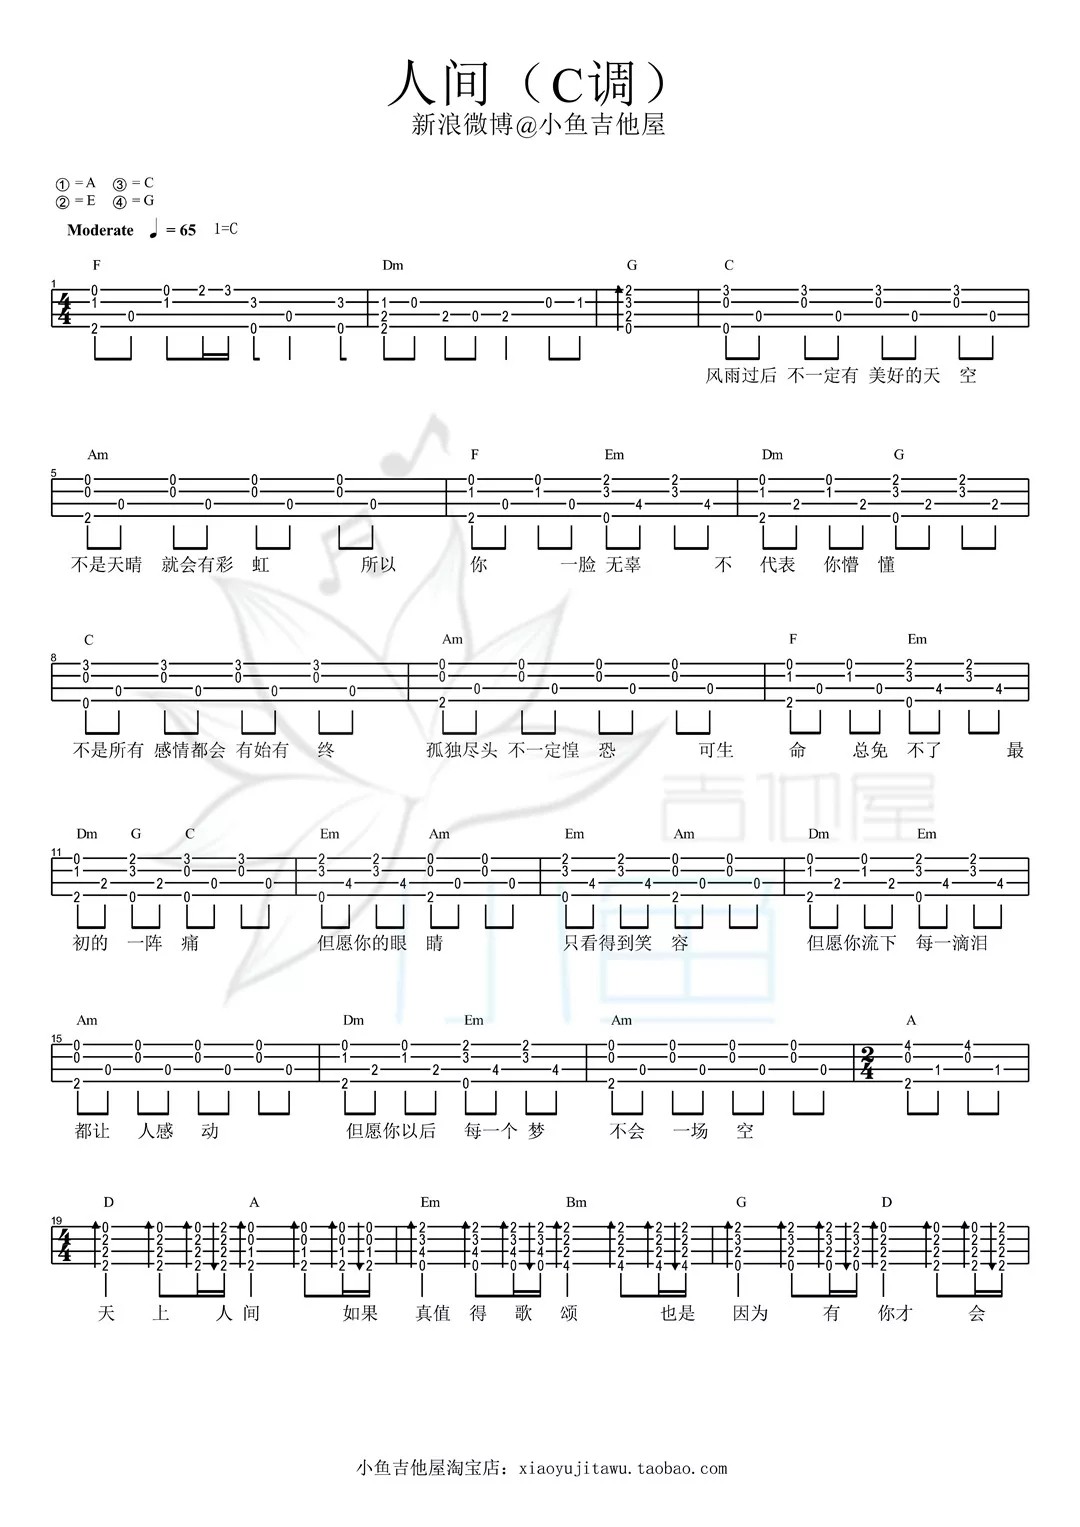 人间（C调）
新浪微博@小鱼吉他屋
①=A ③=C
②=E ④=G
Moderate ♩=65 1=C
F Dm G C
风雨过后 不一定有 美好的天 空
Am F Em Dm G
不是天晴 就会有彩 虹 所以 你 一脸 无辜 不 代表 你懵 懂
C Am F Em
不是所有 感情都会 有始有 终 孤独尽头 不一定惶 恐 可生 命 总免 不了 最
Dm G C Em Am Em Am Dm Em
初的 一阵 痛 但愿你的眼 睛 只看得到笑 容 但愿你流下 每一滴泪
Am Dm Em Am A
都让 人感 动 但愿你以后 每一个 梦 不会 一场 空
D A Em Bm G D
天 上 人 间 如果 真值 得 歌 颂 也是 因为 有 你才 会
吉他屋
小鱼
小鱼吉他屋淘宝店：xiaoyujitawu.taobao.com